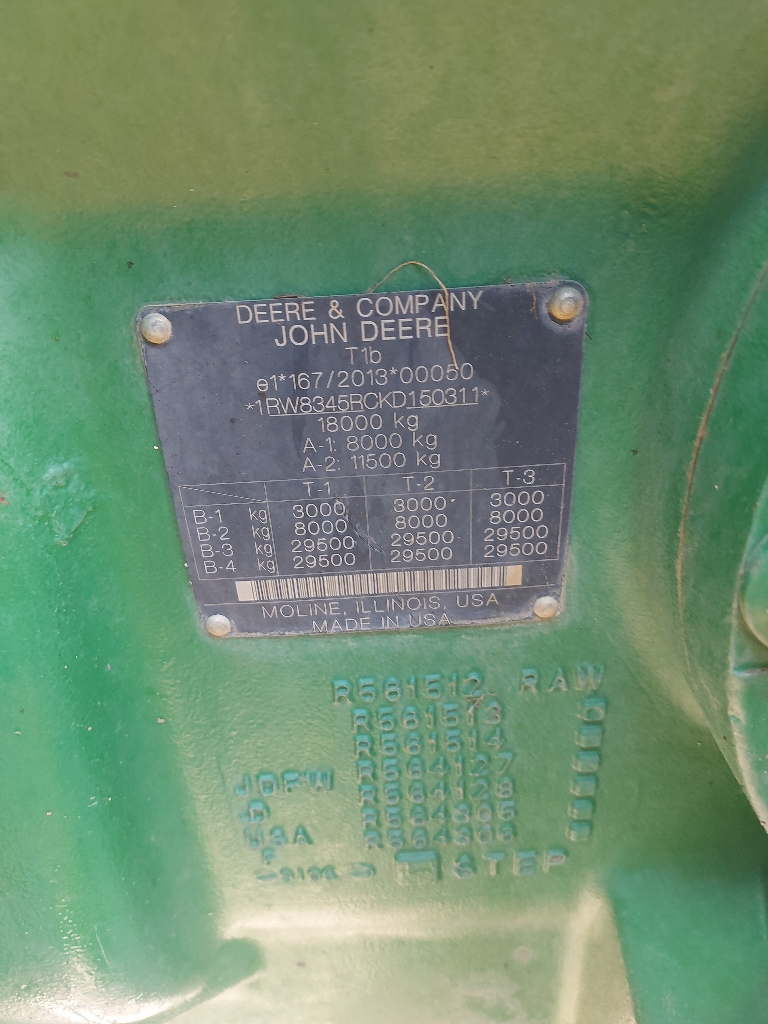 DEERE & COMPANY
JOHN DEERE
T1b
e1*167/2013*00050
*1RW8345RCKD150311*
18000 kg
A-1: 8000 kg
A-2: 11500 kg
T-1 T-2 T-3
B-1 kg 3000 3000 3000
B-2 kg 8000 8000 8000
B-3 kg 29500 29500 29500
B-4 kg 29500 29500 29500
MOLINE, ILLINOIS, USA
MADE IN USA
R561512 RAW
R561513
R561514
R564127
JDFW R564128
JD R564305
USA R564306
F
STEP